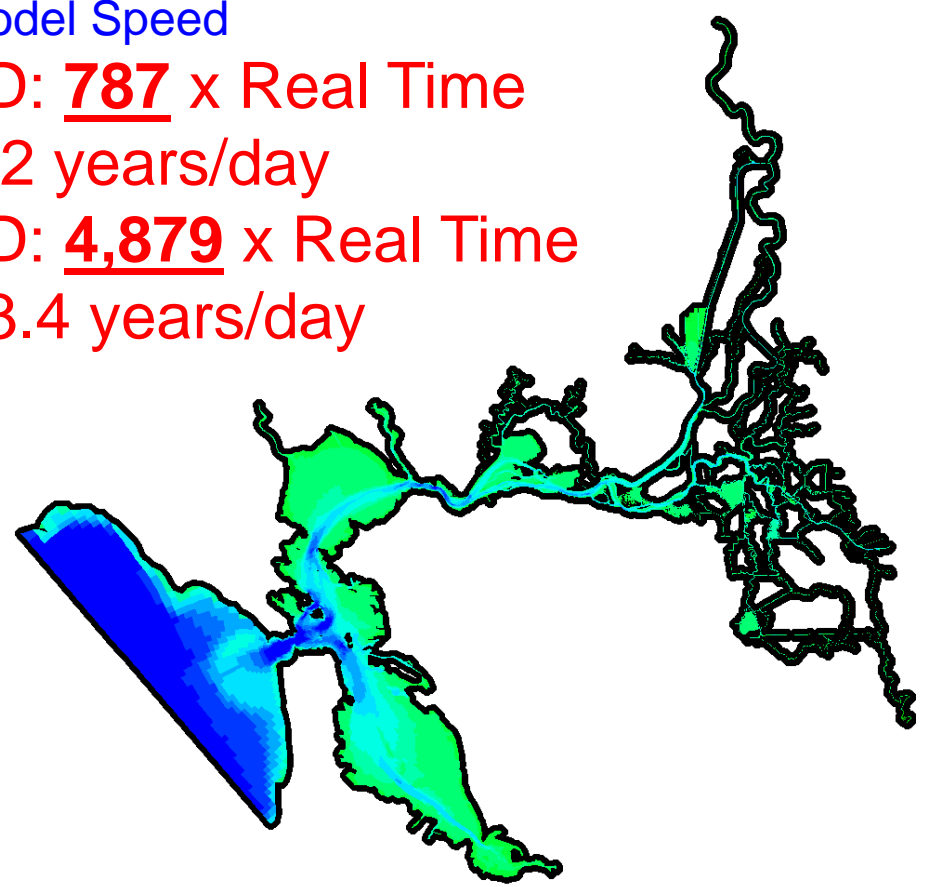 odel Speed
D: 787 x Real Time
2 years/day
D: 4,879 x Real Time
3.4 years/day